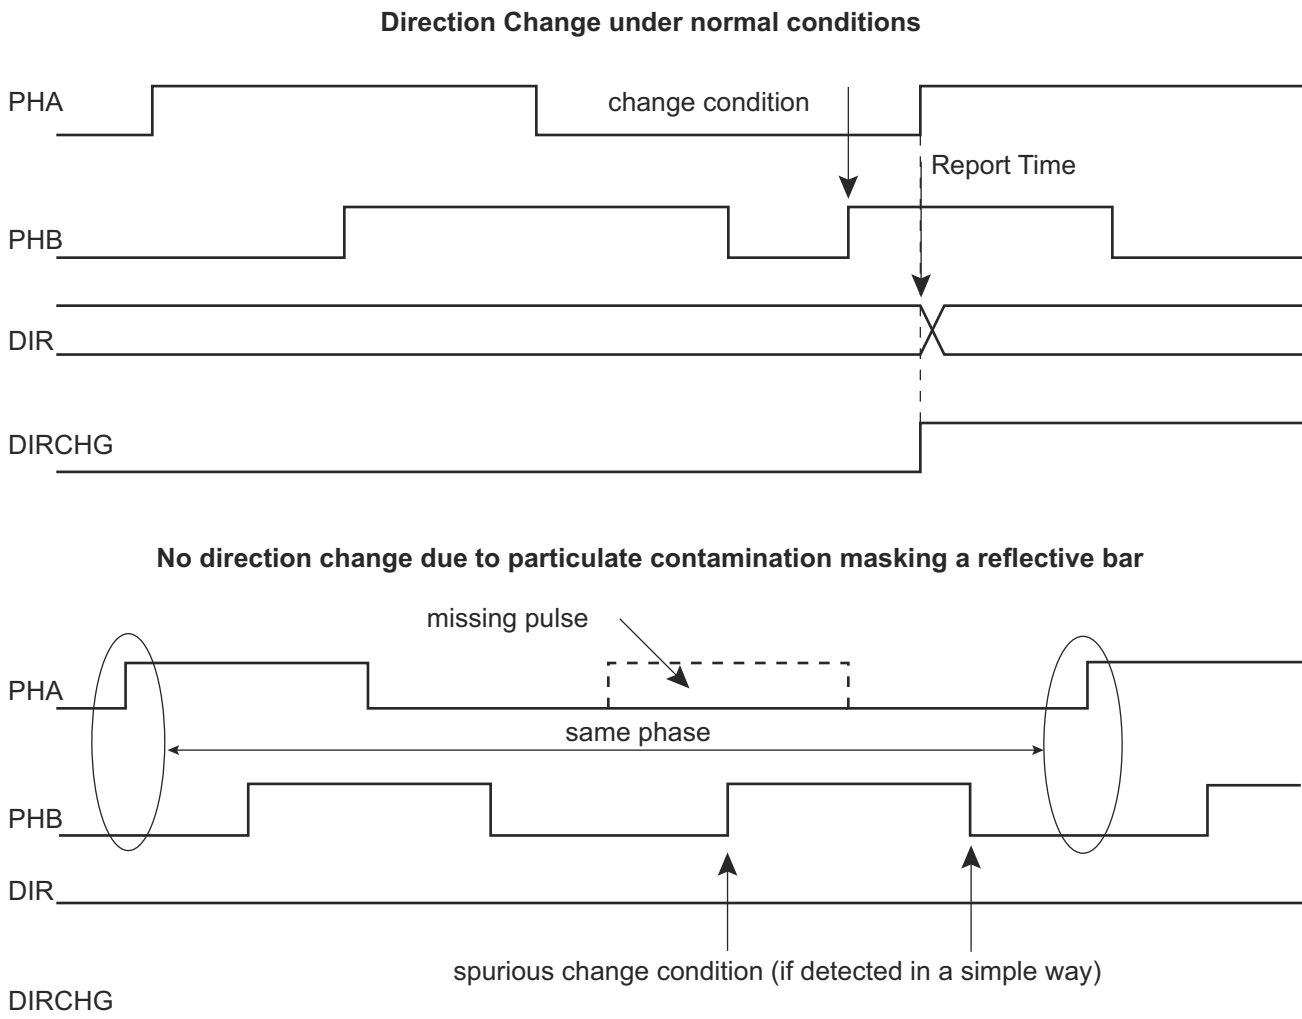 Direction Change under normal conditions
PHA
change condition
Report Time
PHB
DIR
DIRCHG
No direction change due to particulate contamination masking a reflective bar
missing pulse
PHA
same phase
PHB
DIR
spurious change condition (if detected in a simple way)
DIRCHG